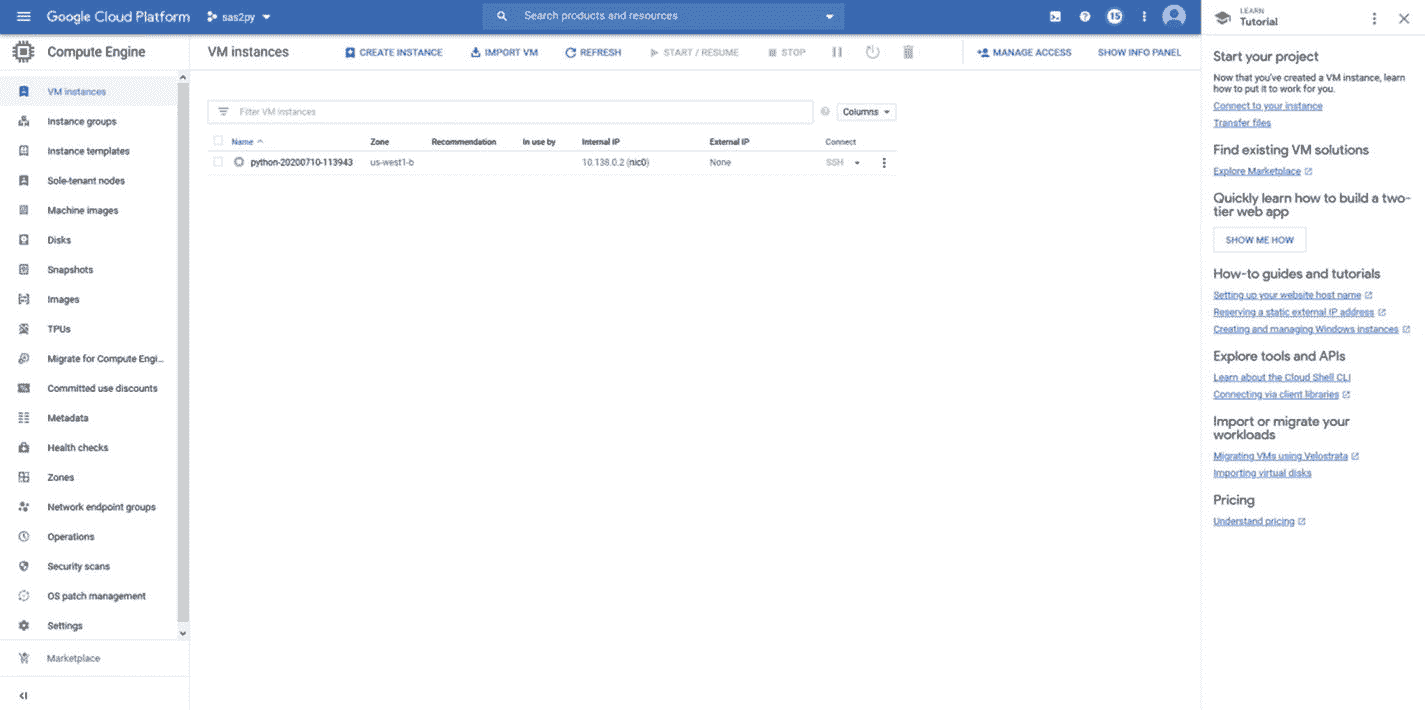 Google Cloud Platform
sas2py
Search products and resources
15
LEARN
Tutorial
Compute Engine
VM instances
CREATE INSTANCE
IMPORT VM
REFRESH
START / RESUME
STOP
MANAGE ACCESS
SHOW INFO PANEL
VM instances
Instance groups
Instance templates
Sole-tenant nodes
Machine images
Disks
Snapshots
Images
TPUs
Migrate for Compute Engi...
Committed use discounts
Metadata
Health checks
Zones
Network endpoint groups
Operations
Security scans
OS patch management
Settings
Marketplace
Filter VM instances
Columns
Name Zone Recommendation In use by Internal IP External IP Connect
python-20200710-113943 us-west1-b 10.138.0.2 (nic0) None SSH
Start your project
Now that you've created a VM instance, learn
how to put it to work for you.
Connect to your instance
Transfer files
Find existing VM solutions
Explore Marketplace
Quickly learn how to build a two-
tier web app
SHOW ME HOW
How-to guides and tutorials
Setting up your website host name
Reserving a static external IP address
Creating and managing Windows instances
Explore tools and APIs
Learn about the Cloud Shell CLI
Connecting via client libraries
Import or migrate your
workloads
Migrating VMs using Velostrata
Importing virtual disks
Pricing
Understand pricing